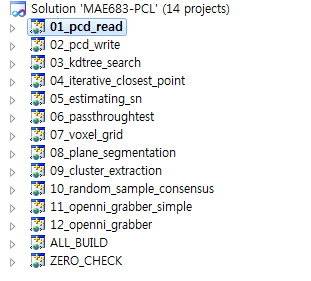 Solution 'MAE683-PCL' (14 projects)
01_pcd_read
02_pcd_write
03_kdtree_search
04_iterative_closest_point
05_estimating_sn
06_passthroughtest
07_voxel_grid
08_plane_segmentation
09_cluster_extraction
10_random_sample_consensus
11_openni_grabber_simple
12_openni_grabber
ALL_BUILD
ZERO_CHECK